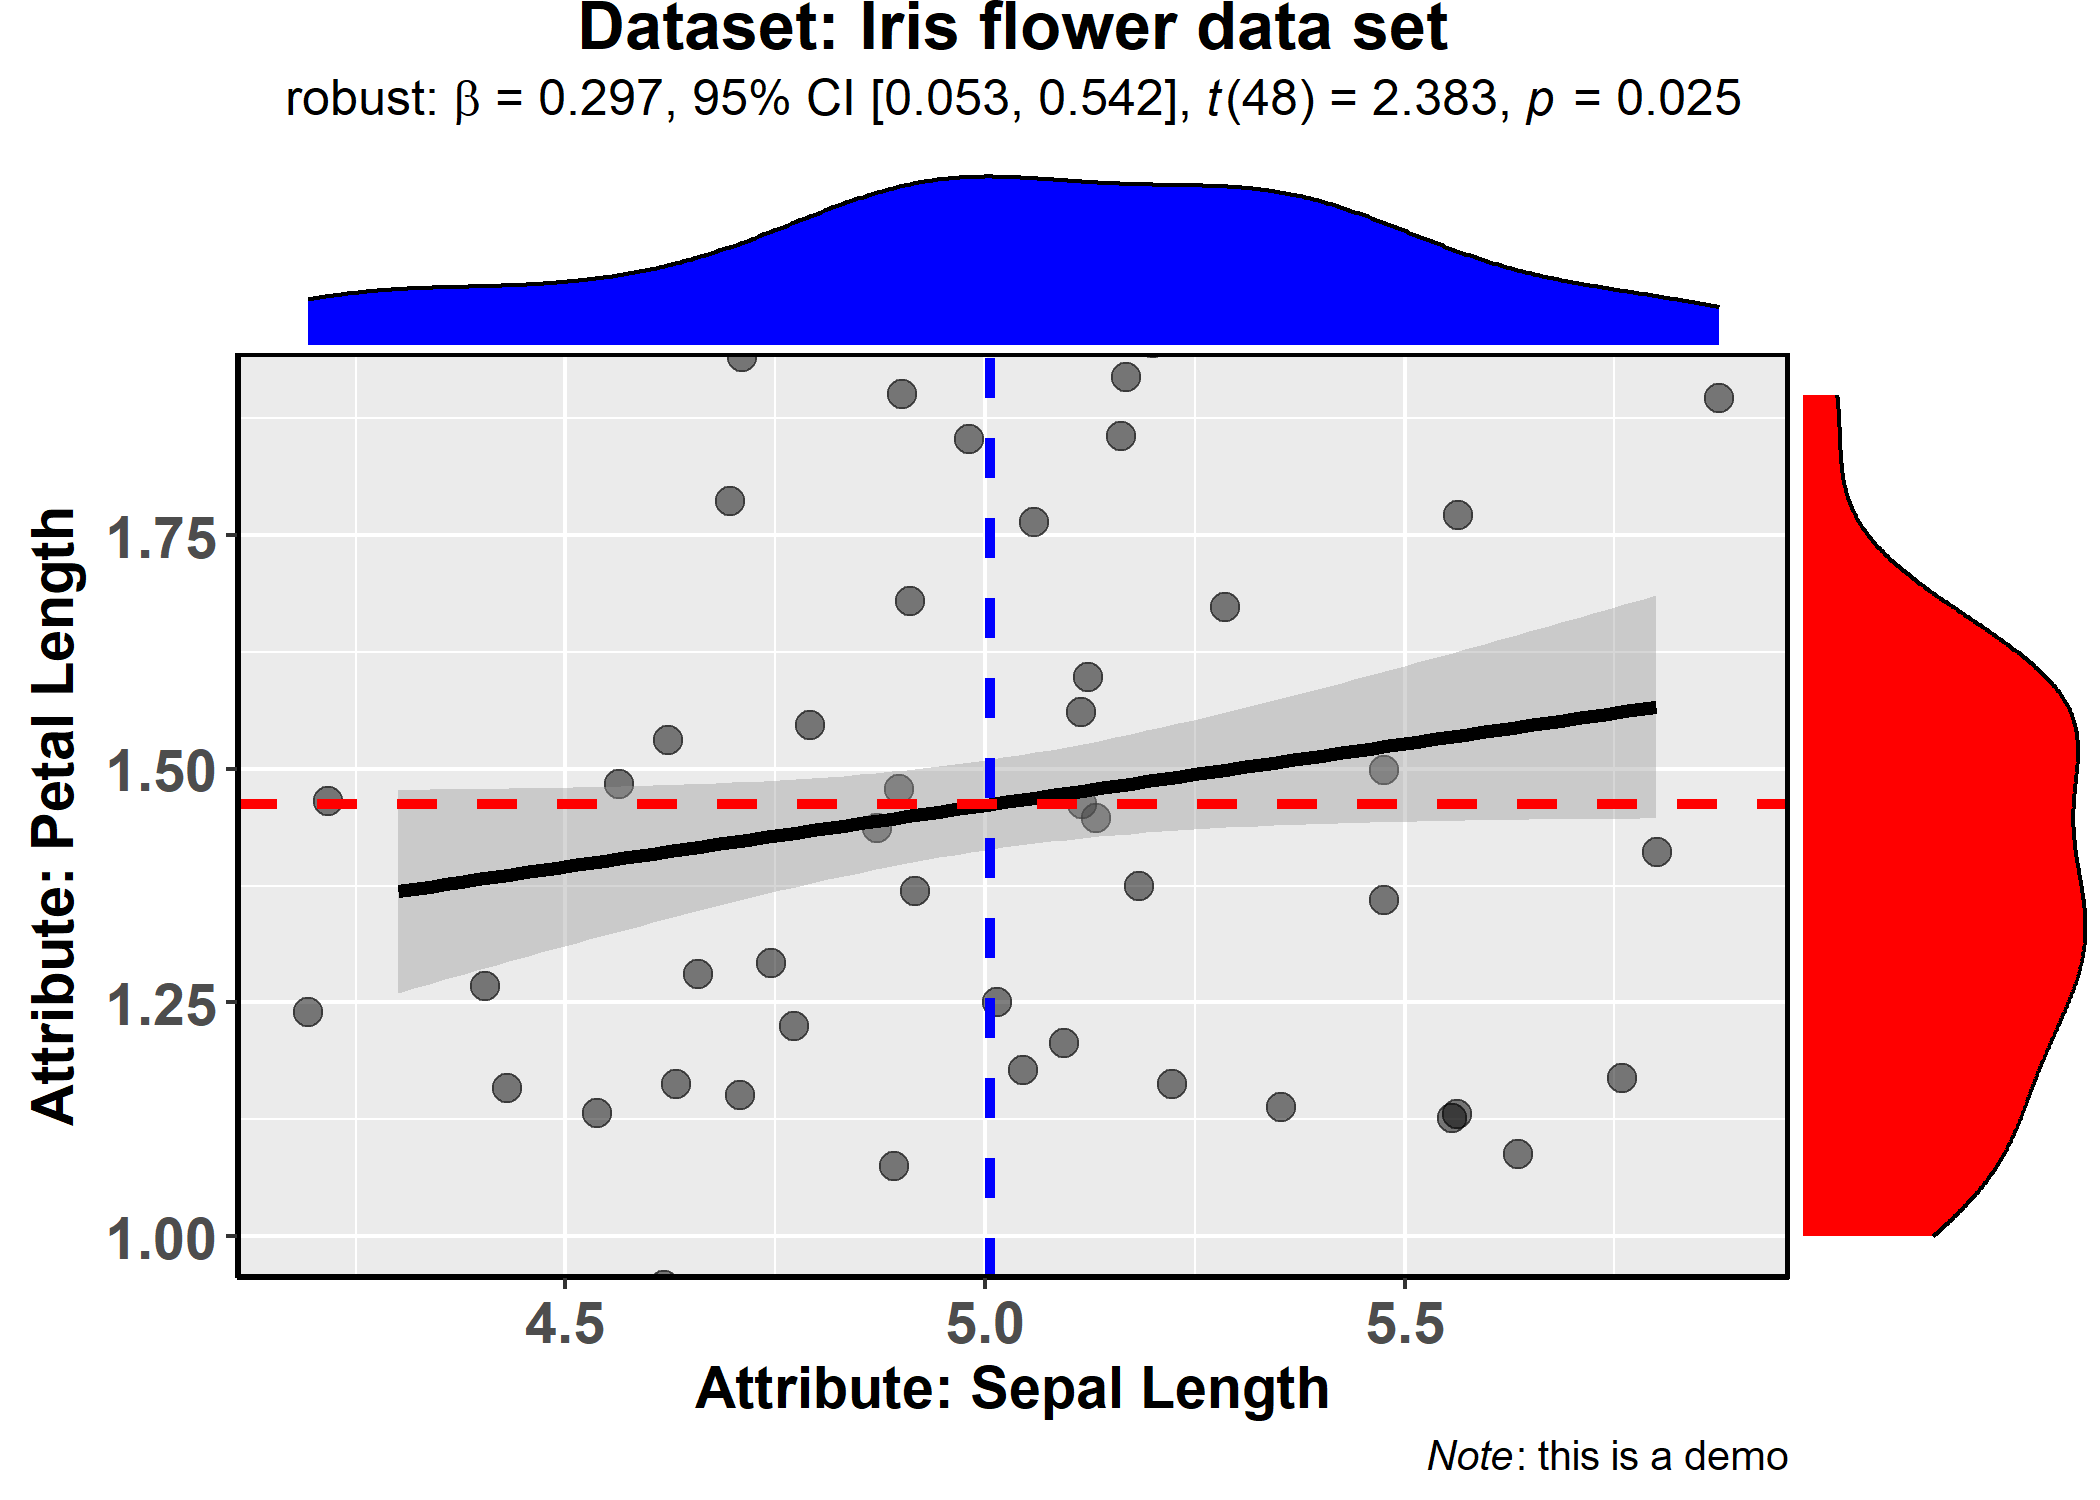 Dataset: Iris flower data set
robust: β = 0.297, 95% CI [0.053, 0.542], t(48) = 2.383, p = 0.025
Attribute: Petal Length
1.75
1.50
1.25
1.00
4.5 5.0 5.5
Attribute: Sepal Length
Note: this is a demo